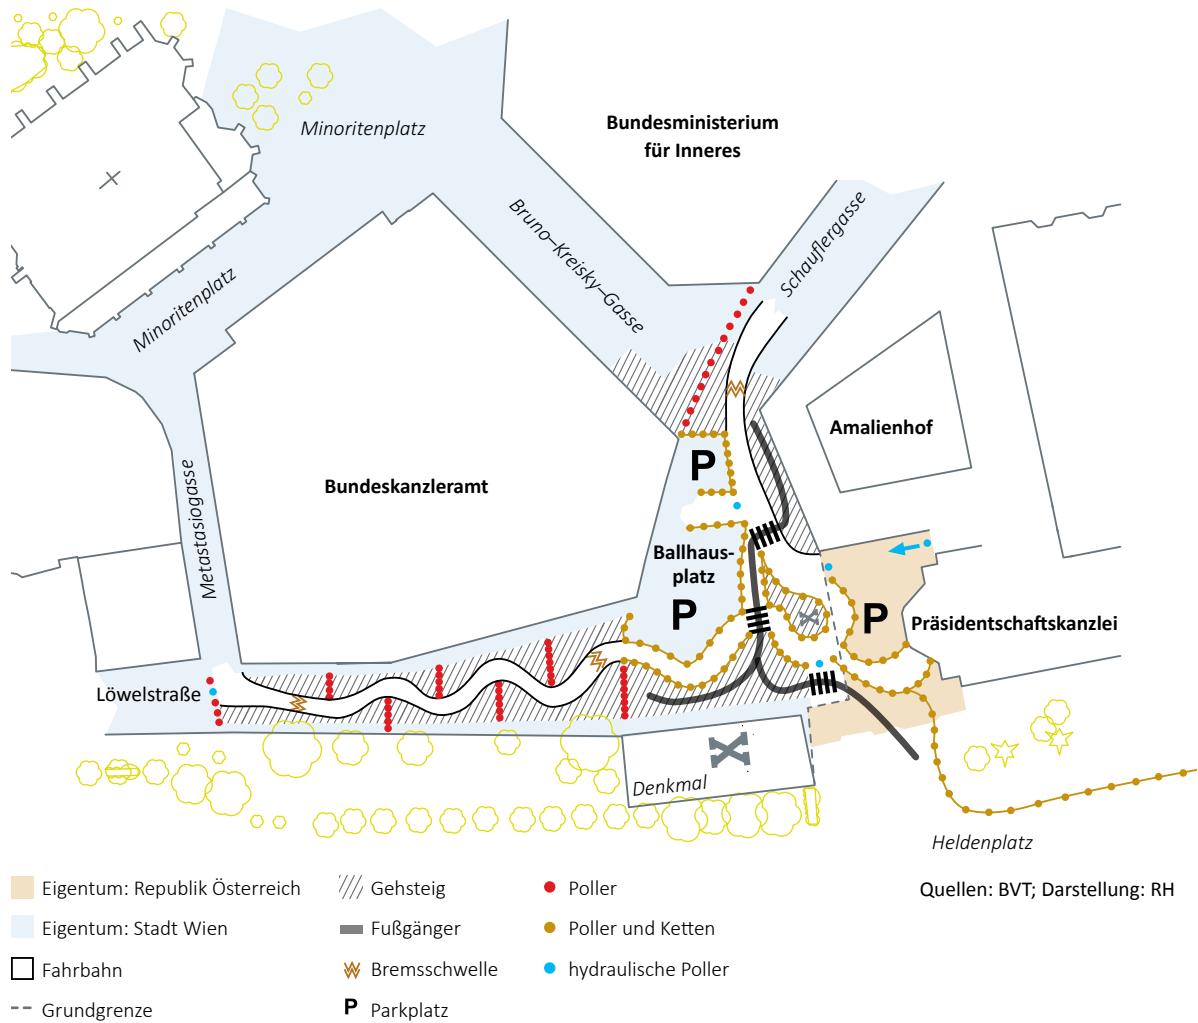 Minoritenplatz
Bundesministerium
für Inneres
Schauflergasse
Bruno–Kreisky–Gasse
Minoritenplatz
Amalienhof
P
Bundeskanzleramt
Metastasiogasse
Ballhaus-
platz
P
P
Präsidentschaftskanzlei
Löwelstraße
Denkmal
Heldenplatz
Eigentum: Republik Österreich
Gehsteig
Poller
Quellen: BVT; Darstellung: RH
Eigentum: Stadt Wien
Fußgänger
Poller und Ketten
Fahrbahn
Bremsschwelle
hydraulische Poller
Grundgrenze
P Parkplatz